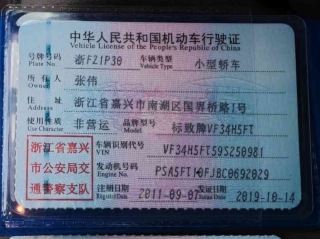 中华人民共和国机动车行驶证
Vehicle License of the People's Republic of China
号牌号码 浙FZ1P30 车辆类型 小型轿车
Plate No. Vehicle Type
所有人 张伟
Owner
住址 浙江省嘉兴市南湖区国界桥路1号
Address
使用性质 非营运 品牌型号 标致牌VF34H5FT
Use Character Model
浙江省嘉兴市公安局交通警察支队
车辆识别代号 VF34H5FT59S250981
VIN
发动机号码 PSA5FT10FJBC0692029
Engine No.
注册日期 2011-09-07 发证日期 2019-10-14